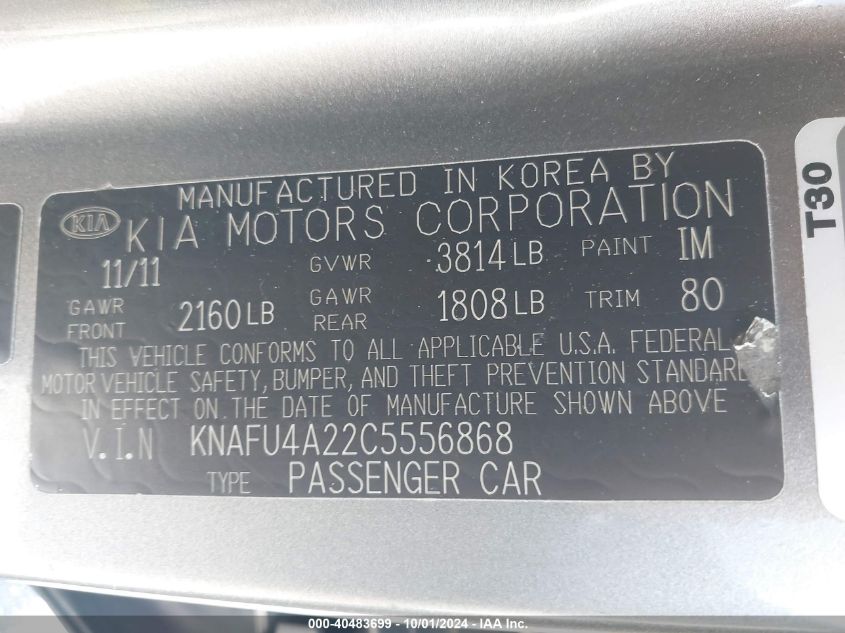 MANUFACTURED IN KOREA BY
KIA KIA MOTORS CORPORATION
11/11 GVWR 3814 LB PAINT IM
GAWR FRONT 2160 LB GAWR REAR 1808 LB TRIM 80
THIS VEHICLE CONFORMS TO ALL APPLICABLE U.S.A. FEDERAL
MOTOR VEHICLE SAFETY, BUMPER, AND THEFT PREVENTION STANDARD
IN EFFECT ON THE DATE OF MANUFACTURE SHOWN ABOVE
V.I.N KNAFU4A22C5556868
TYPE PASSENGER CAR
T30
000-40483699 - 10/01/2024 - IAA Inc.